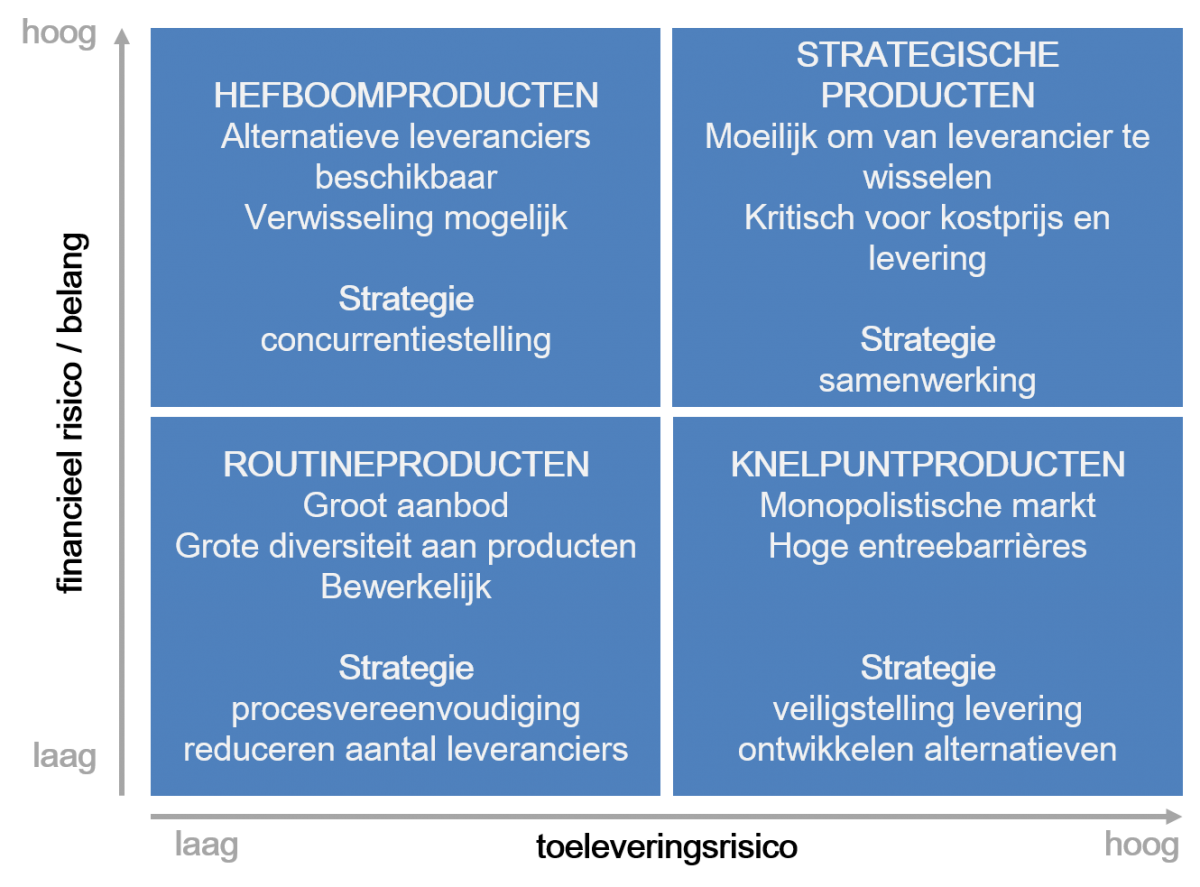 hoog
HEFBOOMPRODUCTEN
Alternatieve leveranciers
beschikbaar
Verwisseling mogelijk
Strategie
concurrentiestelling
STRATEGISCHE
PRODUCTEN
Moeilijk om van leverancier te
wisselen
Kritisch voor kostprijs en
levering
Strategie
samenwerking
financieel risico / belang
ROUTINEPRODUCTEN
Groot aanbod
Grote diversiteit aan producten
Bewerkelijk
Strategie
procesvereenvoudiging
reduceren aantal leveranciers
KNELPUNTPRODUCTEN
Monopolistische markt
Hoge entreebarrières
Strategie
veiligstelling levering
ontwikkelen alternatieven
laag
laag
toeleveringsrisico
hoog